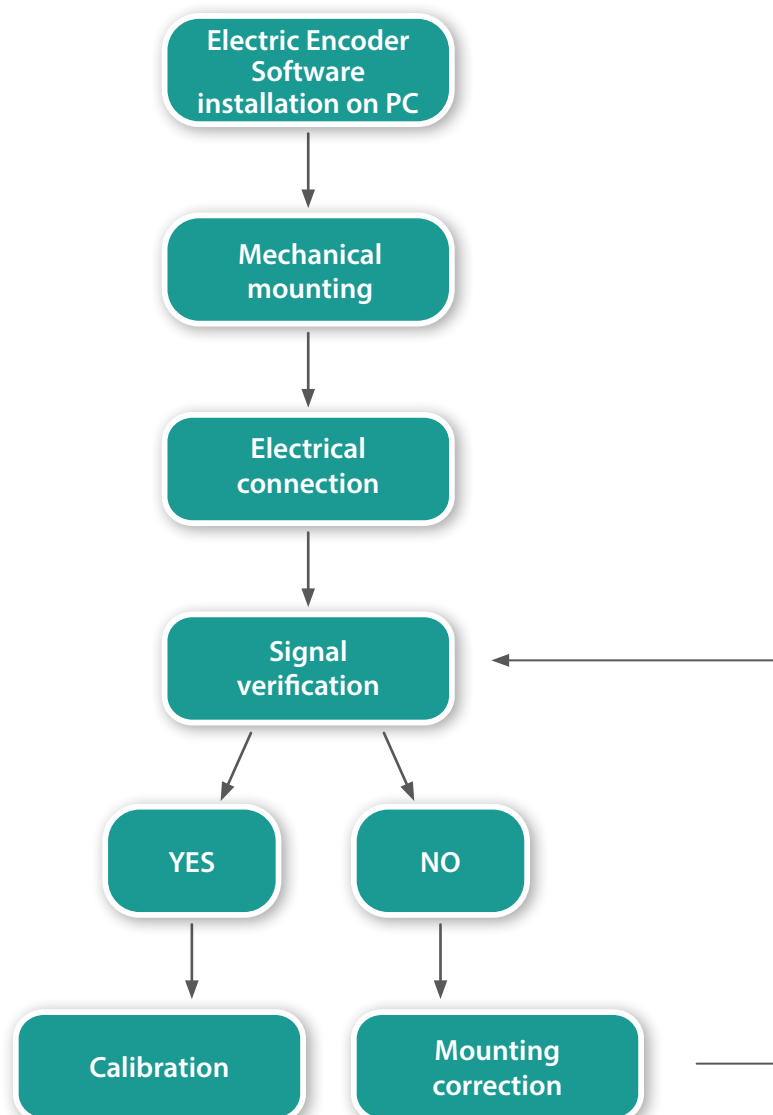 Electric Encoder
Software
installation on PC
Mechanical
mounting
Electrical
connection
Signal
verification
YES
NO
Calibration
Mounting
correction